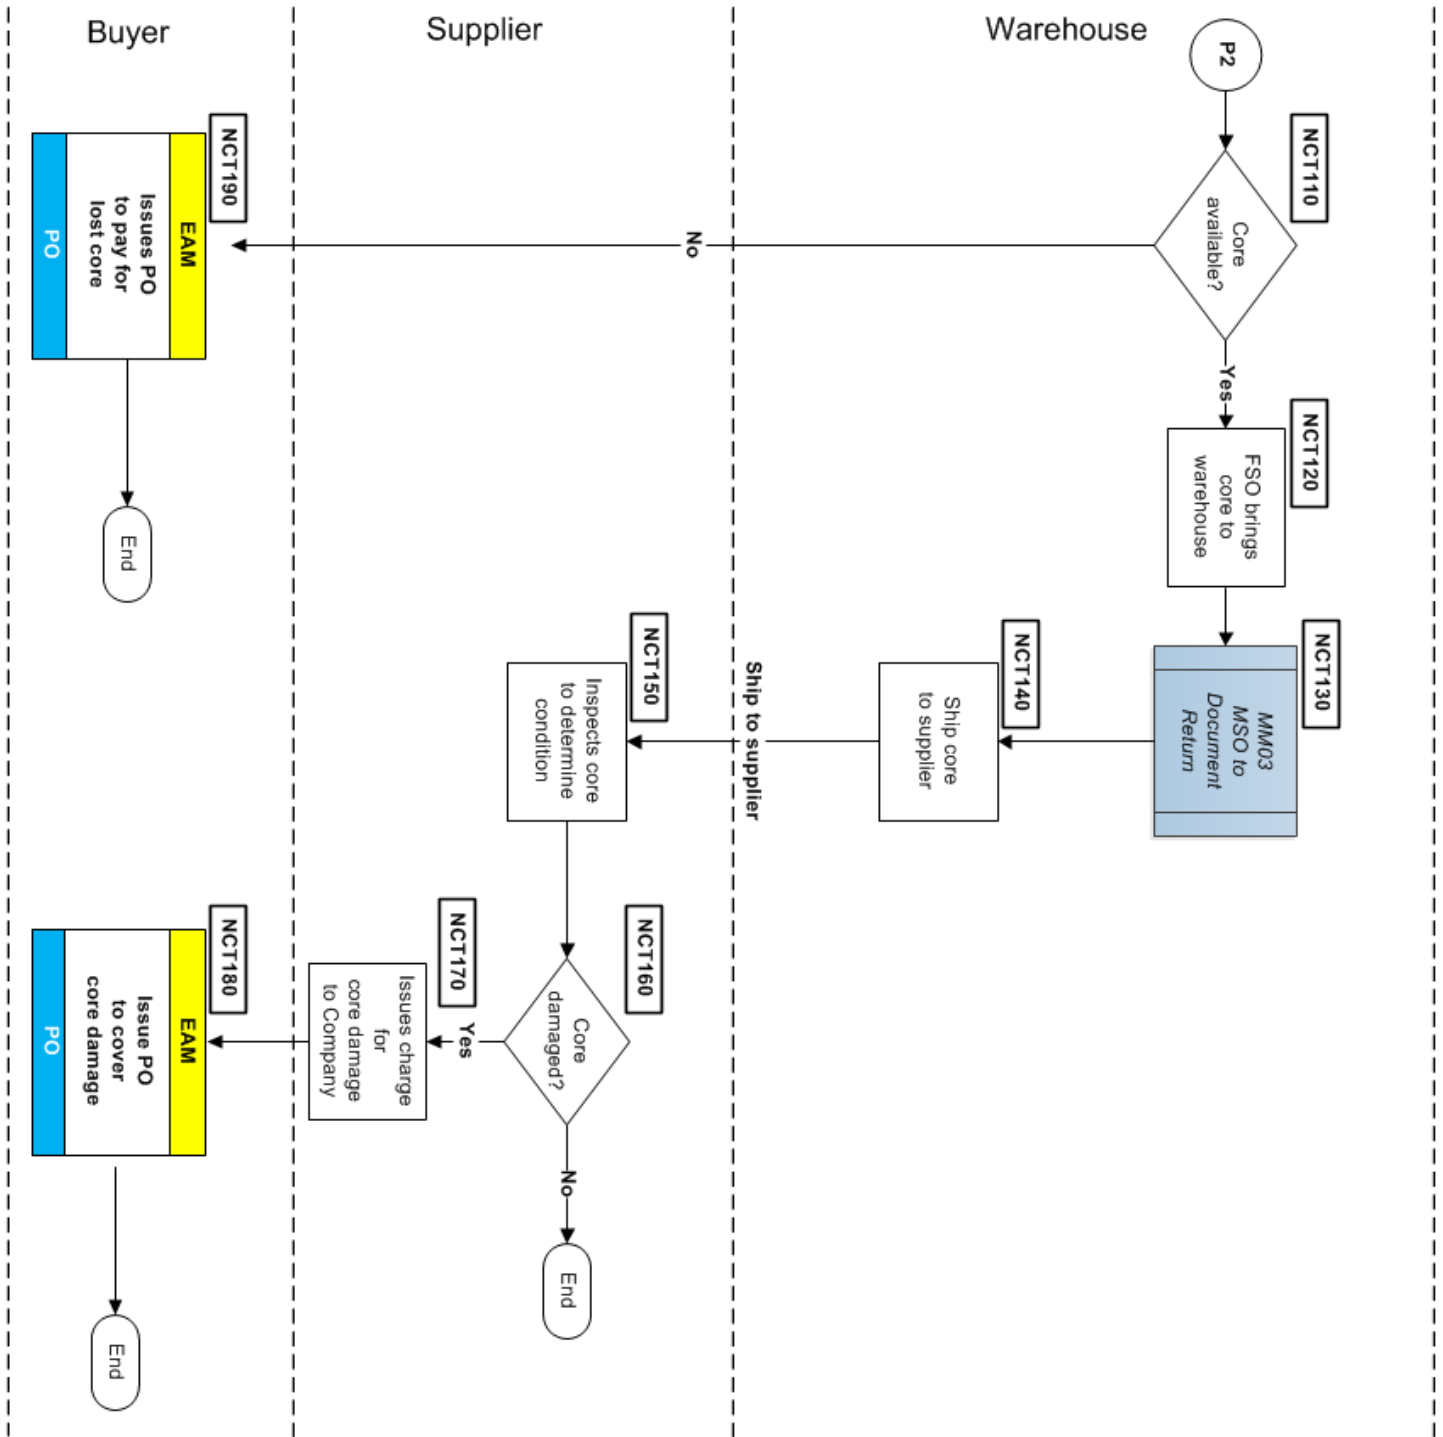 Buyer
Supplier
Warehouse
P2
NCT110
Core
available?
No
Yes
NCT120
FSO brings
core to
warehouse
NCT130
MM03
MSO to
Document
Return
NCT140
Ship core
to supplier
Ship to supplier
NCT150
Inspects core
to determine
condition
NCT160
Core
damaged?
No
End
Yes
NCT170
Issues charge
for
core damage
to Company
NCT180
EAM
Issue PO
to cover
core damage
PO
End
NCT190
EAM
Issues PO
to pay for
lost core
PO
End